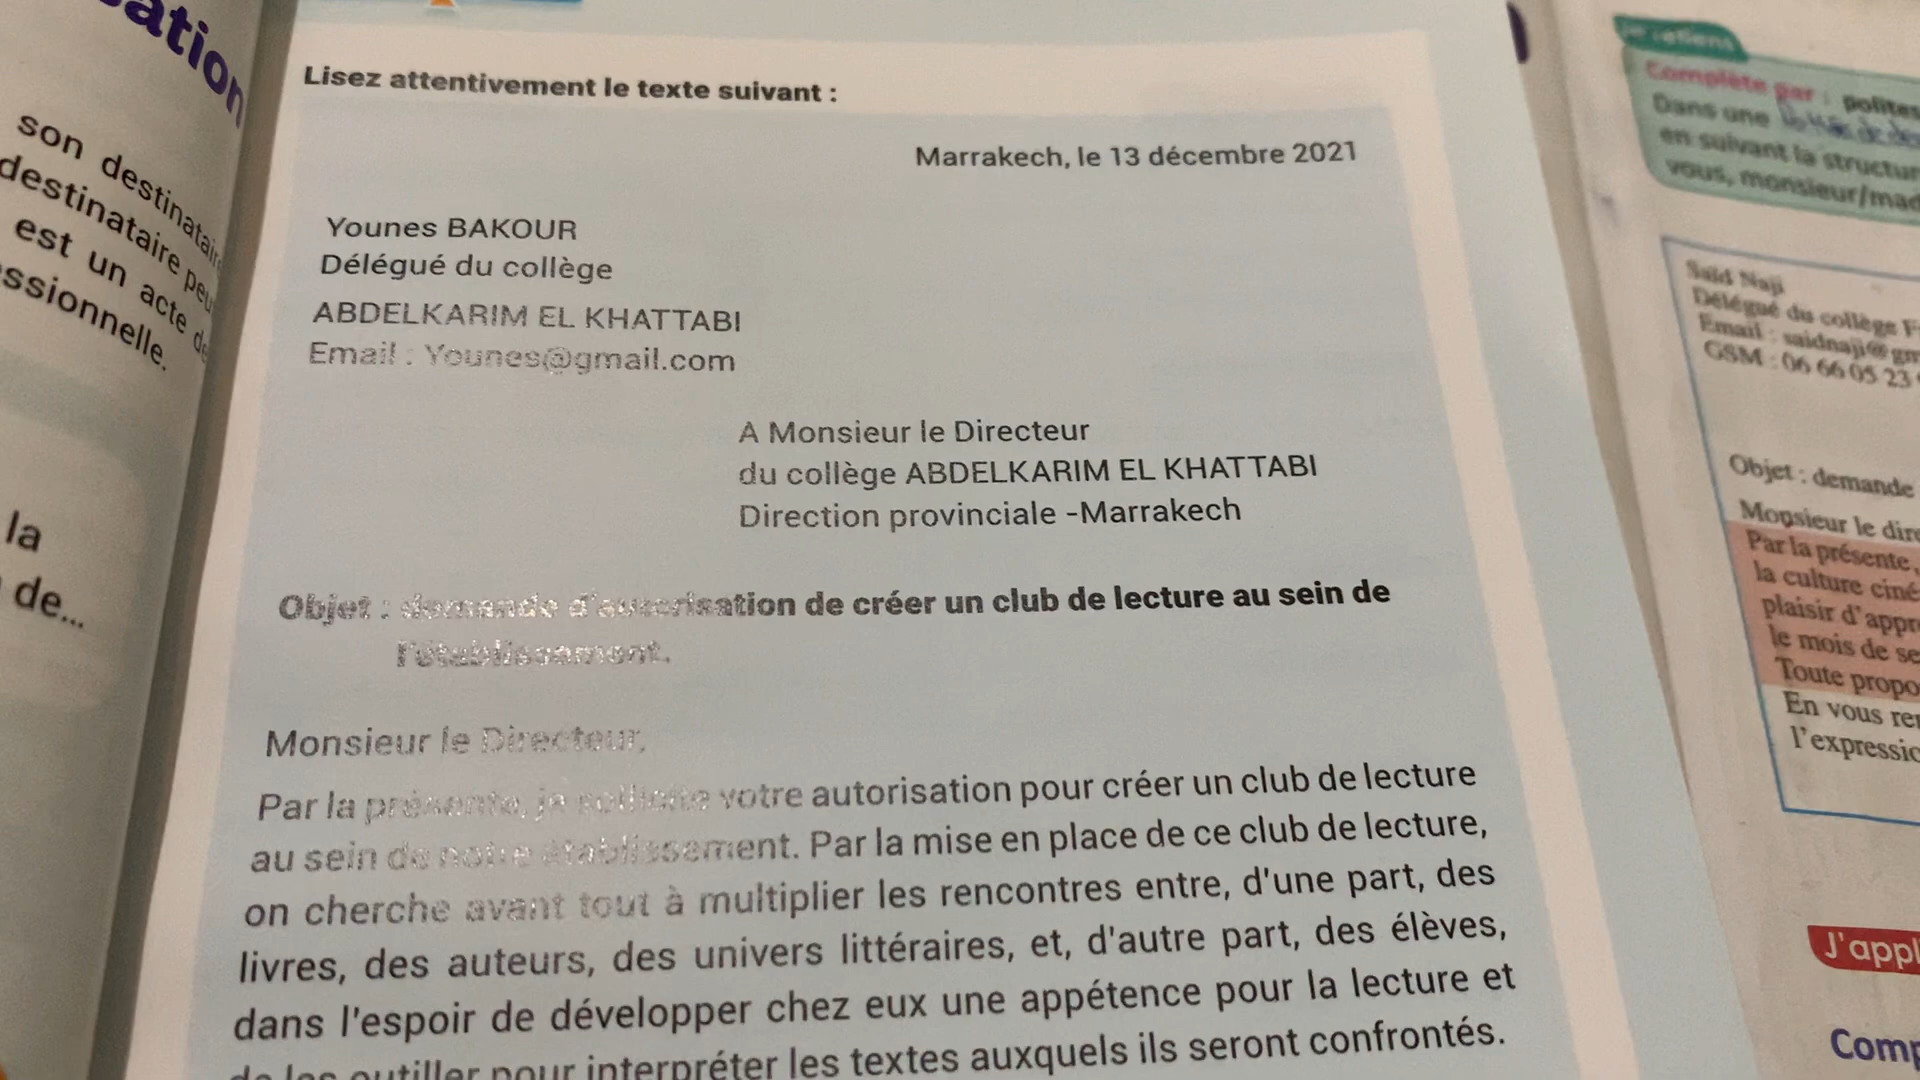 ation
son destinatair
destinataire peu
est un acte de
ssionnelle.
la
de...
Lisez attentivement le texte suivant :
Marrakech, le 13 décembre 2021
Younes BAKOUR
Délégué du collège
ABDELKARIM EL KHATTABI
Email : Younes@gmail.com
A Monsieur le Directeur
du collège ABDELKARIM EL KHATTABI
Direction provinciale -Marrakech
Objet : demande d'autorisation de créer un club de lecture au sein de
l'établissement.
Monsieur le Directeur,
Par la présente, je sollicite votre autorisation pour créer un club de lecture
au sein de notre établissement. Par la mise en place de ce club de lecture,
on cherche avant tout à multiplier les rencontres entre, d'une part, des
livres, des auteurs, des univers littéraires, et, d'autre part, des élèves,
dans l'espoir de développer chez eux une appétence pour la lecture et
de les outiller pour interpréter les textes auxquels ils seront confrontés.
Je retiens
Complète par : polites
Dans une
en suivant la structur
vous, monsieur/mad
Said Naji
Délégué du collège F
Email : saidnaji@gm
GSM : 06 66 05 23
Objet : demande
Monsieur le dire
Par la présente,
la culture ciné
plaisir d'appr
le mois de se
Toute propo
En vous re
l'expressio
J'appl
Comp